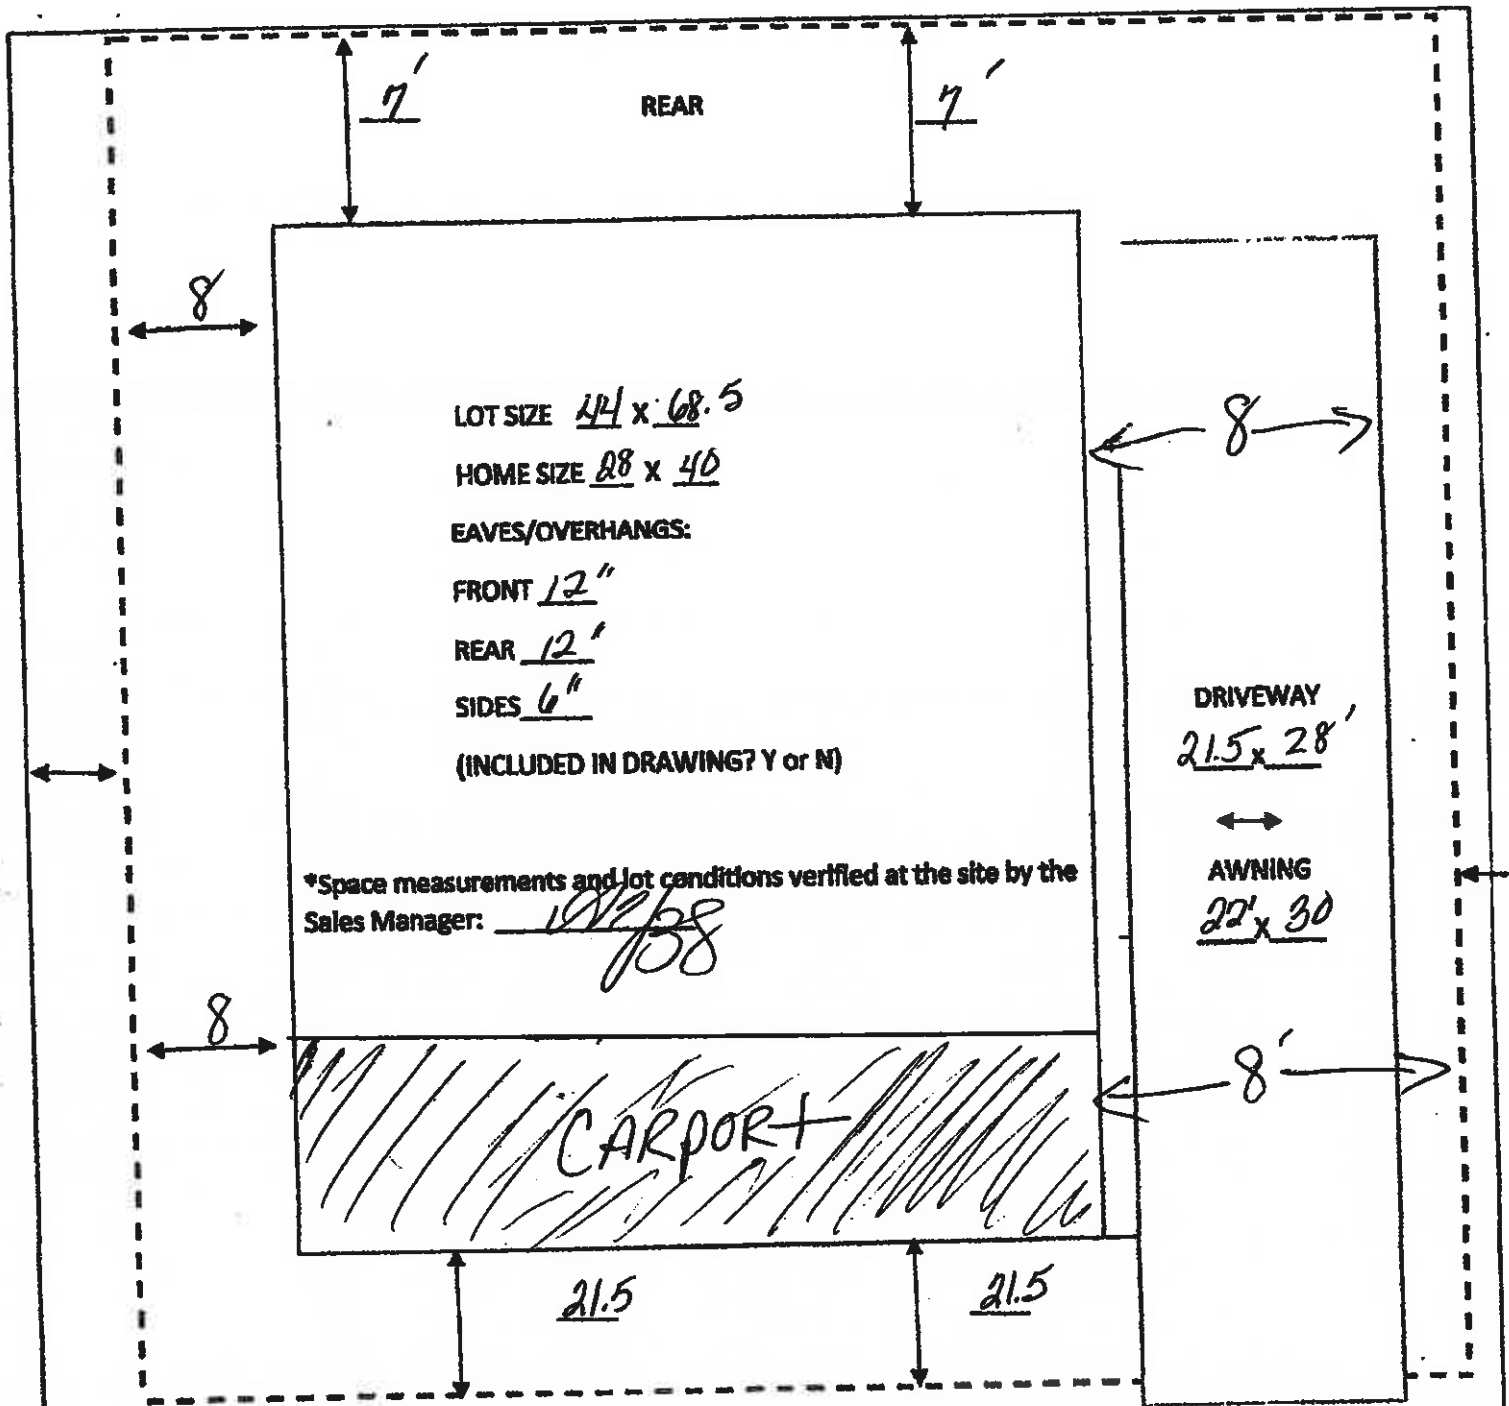 7' REAR 7'
8
LOT SIZE 44 x 68.5
8
HOME SIZE 28 x 40
EAVES/OVERHANGS:
FRONT 12"
REAR 12"
SIDES 6"
DRIVEWAY
21.5 x 28'
(INCLUDED IN DRAWING? Y or N)
AWNING
22' x 30
*Space measurements and lot conditions verified at the site by the
Sales Manager:
8
8'
CARPORT
21.5 21.5